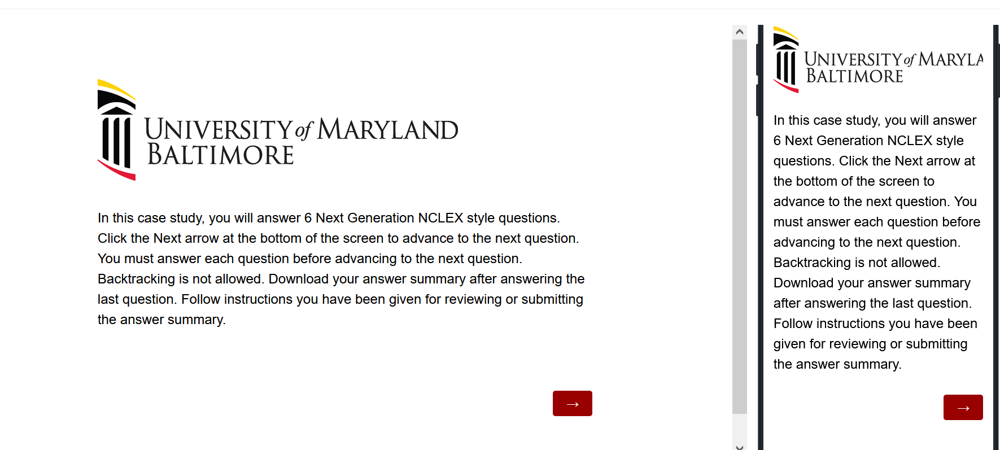 UNIVERSITY of MARYLAND
BALTIMORE
In this case study, you will answer 6 Next Generation NCLEX style questions.
Click the Next arrow at the bottom of the screen to advance to the next question.
You must answer each question before advancing to the next question.
Backtracking is not allowed. Download your answer summary after answering the
last question. Follow instructions you have been given for reviewing or submitting
the answer summary.
→
UNIVERSITY of MARYLA
BALTIMORE
In this case study, you will answer
6 Next Generation NCLEX style
questions. Click the Next arrow at
the bottom of the screen to
advance to the next question. You
must answer each question before
advancing to the next question.
Backtracking is not allowed.
Download your answer summary
after answering the last question.
Follow instructions you have been
given for reviewing or submitting
the answer summary.
→